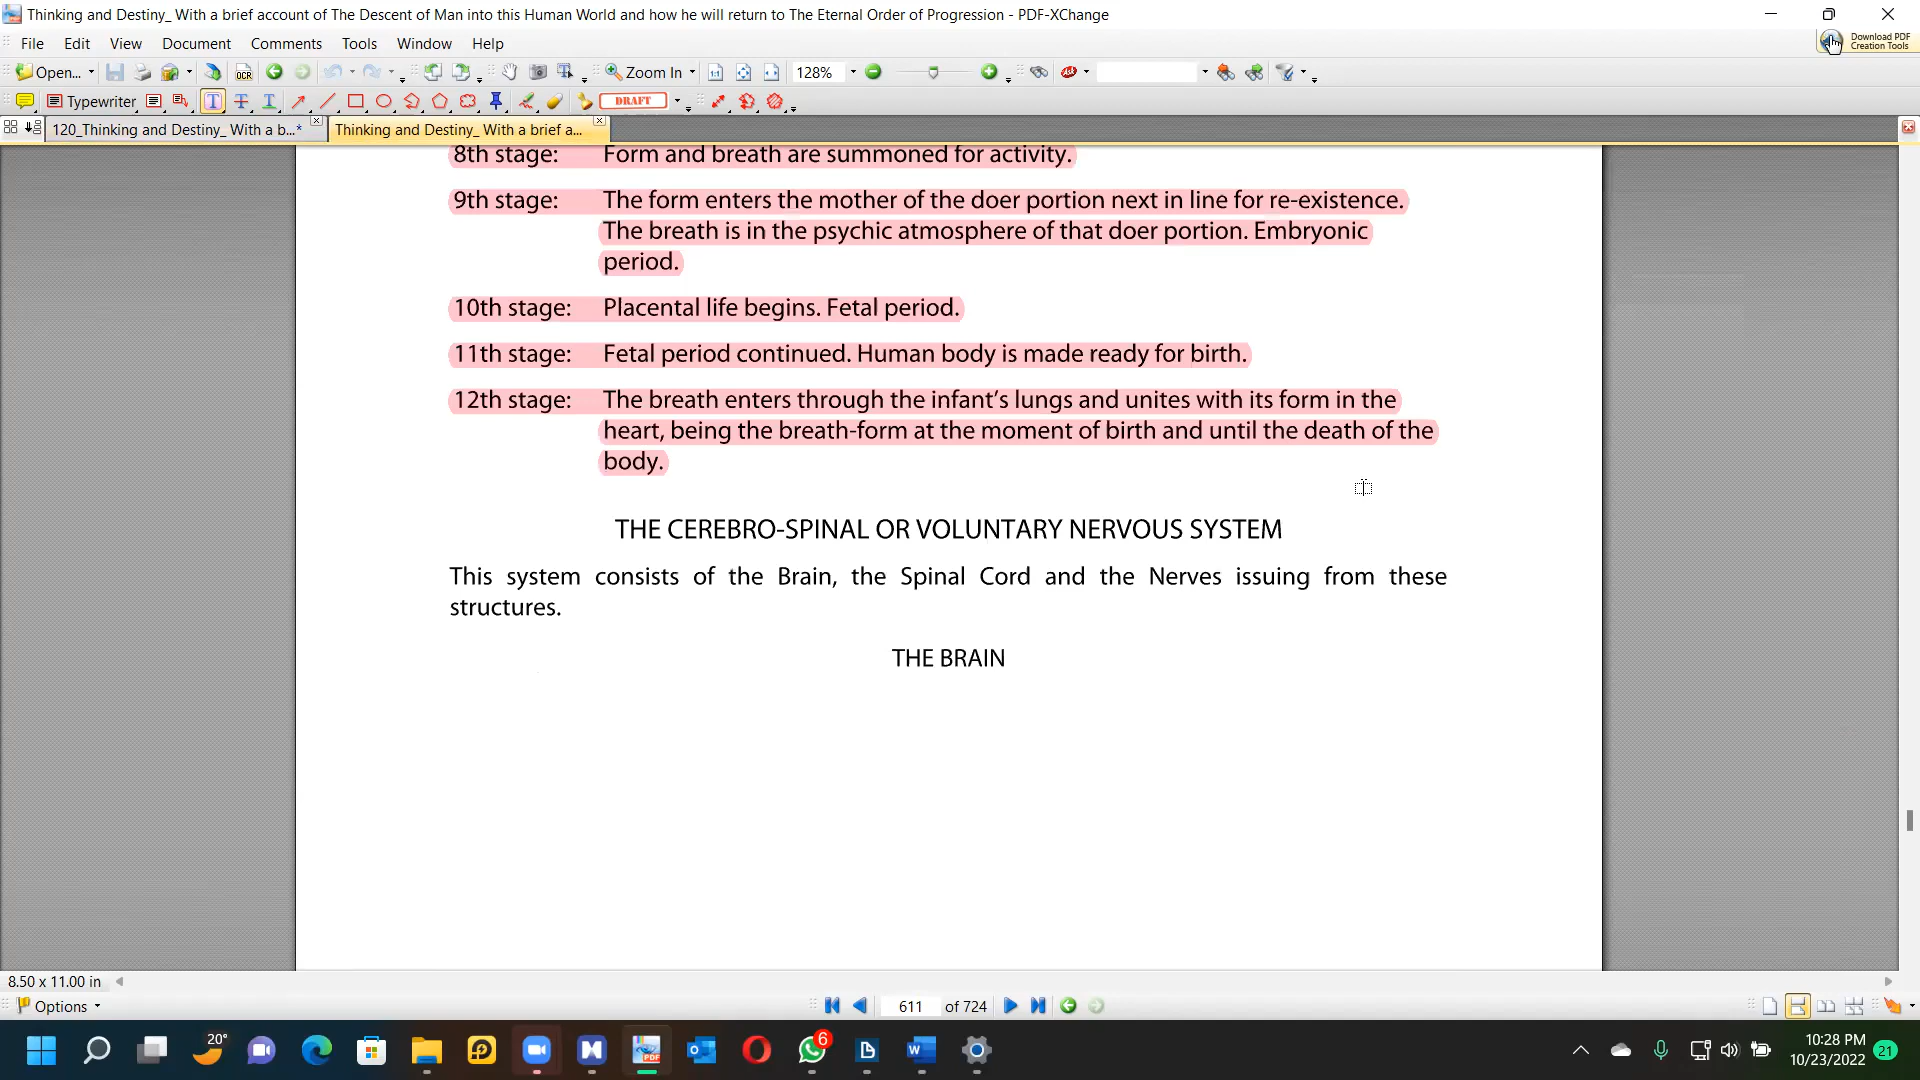 Thinking and Destiny_ With a brief account of The Descent of Man into this Human World and how he will return to The Eternal Order of Progression - PDF-XChange
File Edit View Document Comments Tools Window Help
Download PDF
Creation Tools
Open...
OCR
Zoom In
128%
Typewriter
DRAFT
120_Thinking and Destiny_ With a b...*
Thinking and Destiny_ With a brief a...
8th stage: Form and breath are summoned for activity.
9th stage: The form enters the mother of the doer portion next in line for re-existence.
The breath is in the psychic atmosphere of that doer portion. Embryonic
period.
10th stage: Placental life begins. Fetal period.
11th stage: Fetal period continued. Human body is made ready for birth.
12th stage: The breath enters through the infant’s lungs and unites with its form in the
heart, being the breath-form at the moment of birth and until the death of the
body.
THE CEREBRO-SPINAL OR VOLUNTARY NERVOUS SYSTEM
This system consists of the Brain, the Spinal Cord and the Nerves issuing from these
structures.
THE BRAIN
8.50 x 11.00 in
Options
611 of 724
20°
6
10:28 PM
10/23/2022
21